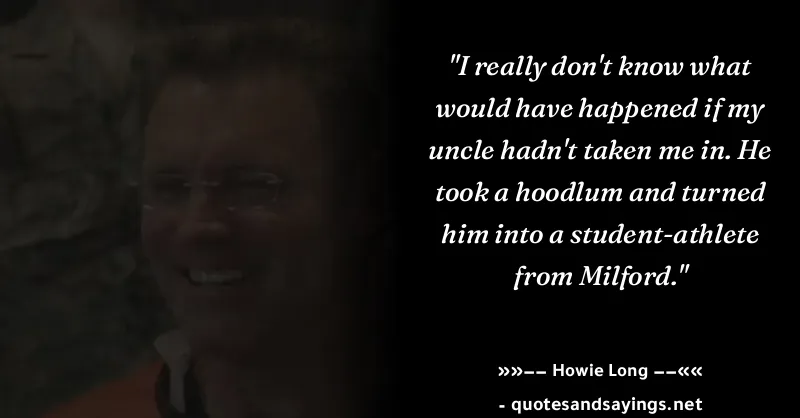 "I really don't know what
would have happened if my
uncle hadn't taken me in. He
took a hoodlum and turned
him into a student-athlete
from Milford."
»»–– Howie Long ––««
- quotesandsayings.net